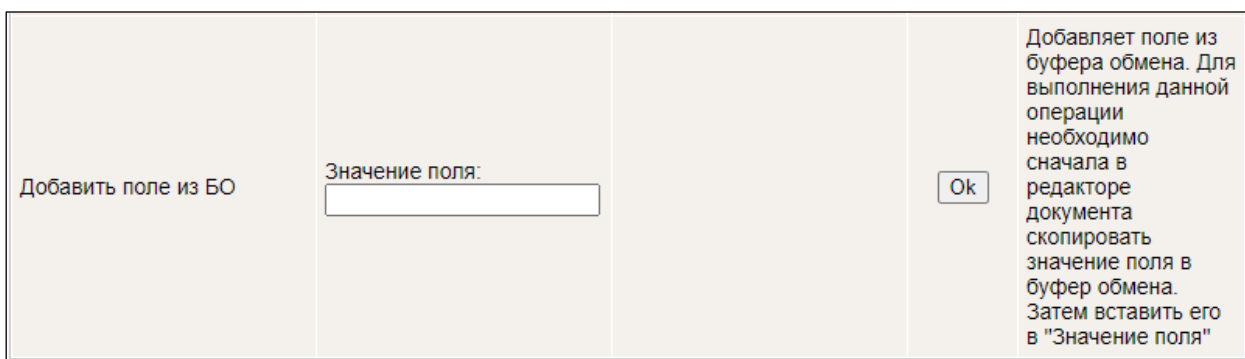 Добавить поле из БО
Значение поля:
Ok
Добавляет поле из
буфера обмена. Для
выполнения данной
операции
необходимо
сначала в
редакторе
документа
скопировать
значение поля в
буфер обмена.
Затем вставить его
в "Значение поля"